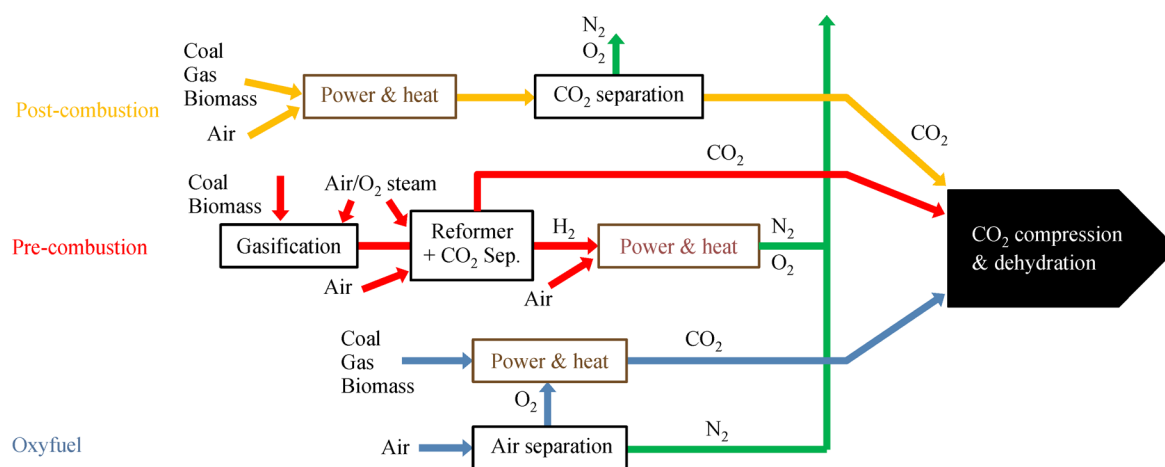 N₂
O₂
Coal
Gas
Biomass
Power & heat
CO₂ separation
Post-combustion
Air
CO₂
CO₂
Coal
Biomass
Air/O₂ steam
Pre-combustion
Gasification
Reformer
+ CO₂ Sep.
H₂
Power & heat
N₂
O₂
CO₂ compression
& dehydration
Air
Air
Coal
Gas
Biomass
Power & heat
CO₂
O₂
Oxyfuel
Air
Air separation
N₂